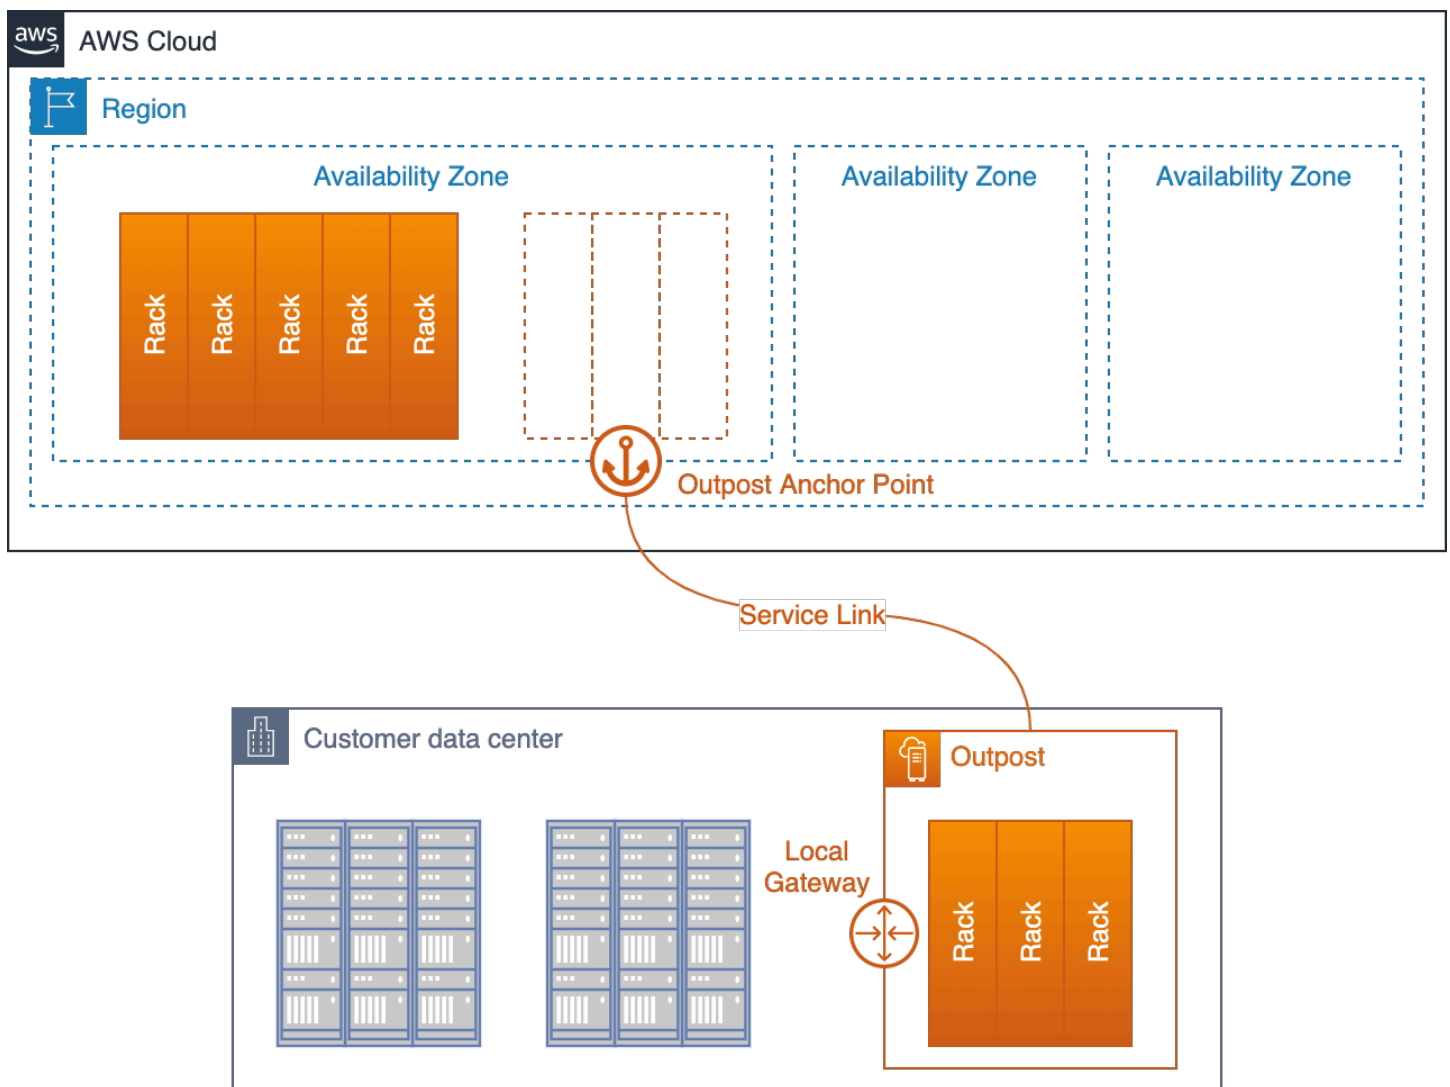 aws
AWS Cloud
Region
Availability Zone
Availability Zone
Availability Zone
Rack
Rack
Rack
Rack
Rack
Outpost Anchor Point
Service Link
Customer data center
Outpost
Local
Gateway
Rack
Rack
Rack